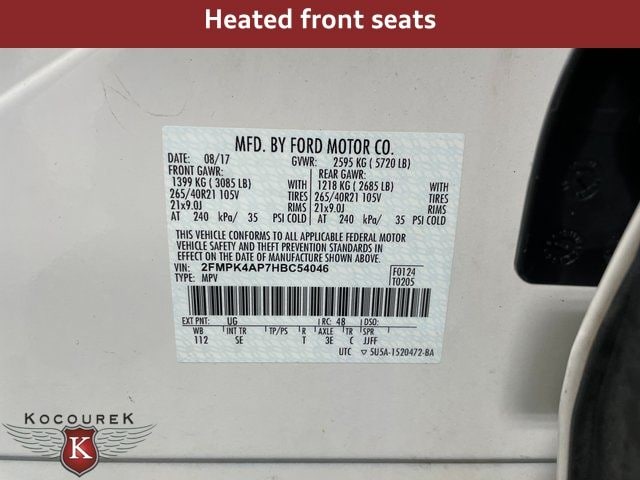 Heated front seats
MFD. BY FORD MOTOR CO.
DATE: 08/17 GVWR: 2595 KG ( 5720 LB)
FRONT GAWR: REAR GAWR:
1399 KG ( 3085 LB) WITH 1218 KG ( 2685 LB) WITH
265/40R21 105V TIRES 265/40R21 105V TIRES
21x9.0J RIMS 21x9.0J RIMS
AT 240 kPa/ 35 PSI COLD AT 240 kPa/ 35 PSI COLD
THIS VEHICLE CONFORMS TO ALL APPLICABLE FEDERAL MOTOR
VEHICLE SAFETY AND THEFT PREVENTION STANDARDS IN
EFFECT ON THE DATE OF MANUFACTURE SHOWN ABOVE.
VIN: 2FMPK4AP7HBC54046 F0124
TYPE: MPV T0205
EXT PNT: UG RC: 48 DSO:
WB INT TR TP/PS R AXLE TR SPR
112 SE T 3E C JJFF
UTC ▽ 5U5A-1520472-BA
KOCOUREK
K